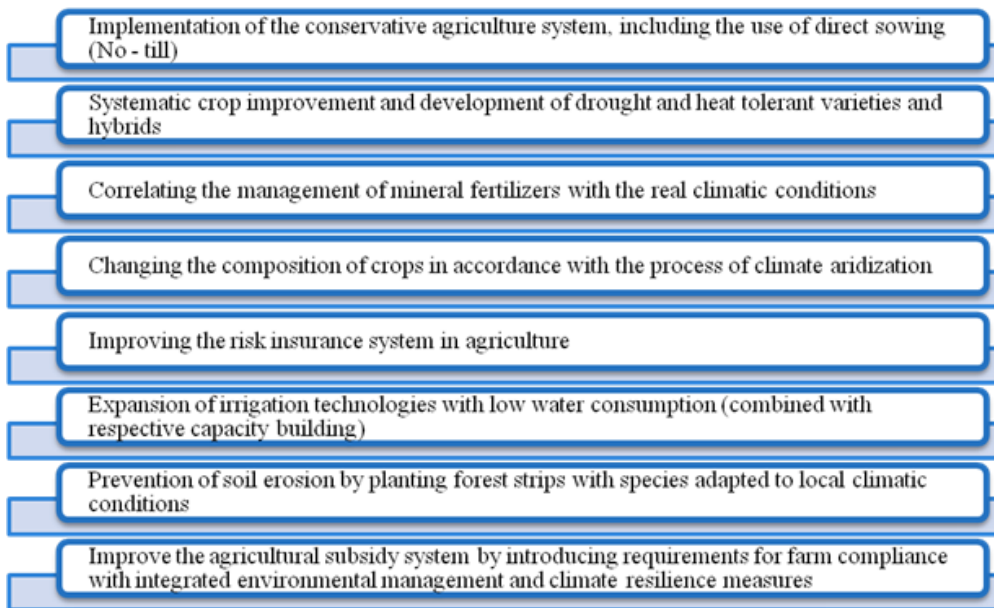 Implementation of the conservative agriculture system, including the use of direct sowing
(No - till)
Systematic crop improvement and development of drought and heat tolerant varieties and
hybrids
Correlating the management of mineral fertilizers with the real climatic conditions
Changing the composition of crops in accordance with the process of climate aridization
Improving the risk insurance system in agriculture
Expansion of irrigation technologies with low water consumption (combined with
respective capacity building)
Prevention of soil erosion by planting forest strips with species adapted to local climatic
conditions
Improve the agricultural subsidy system by introducing requirements for farm compliance
with integrated environmental management and climate resilience measures